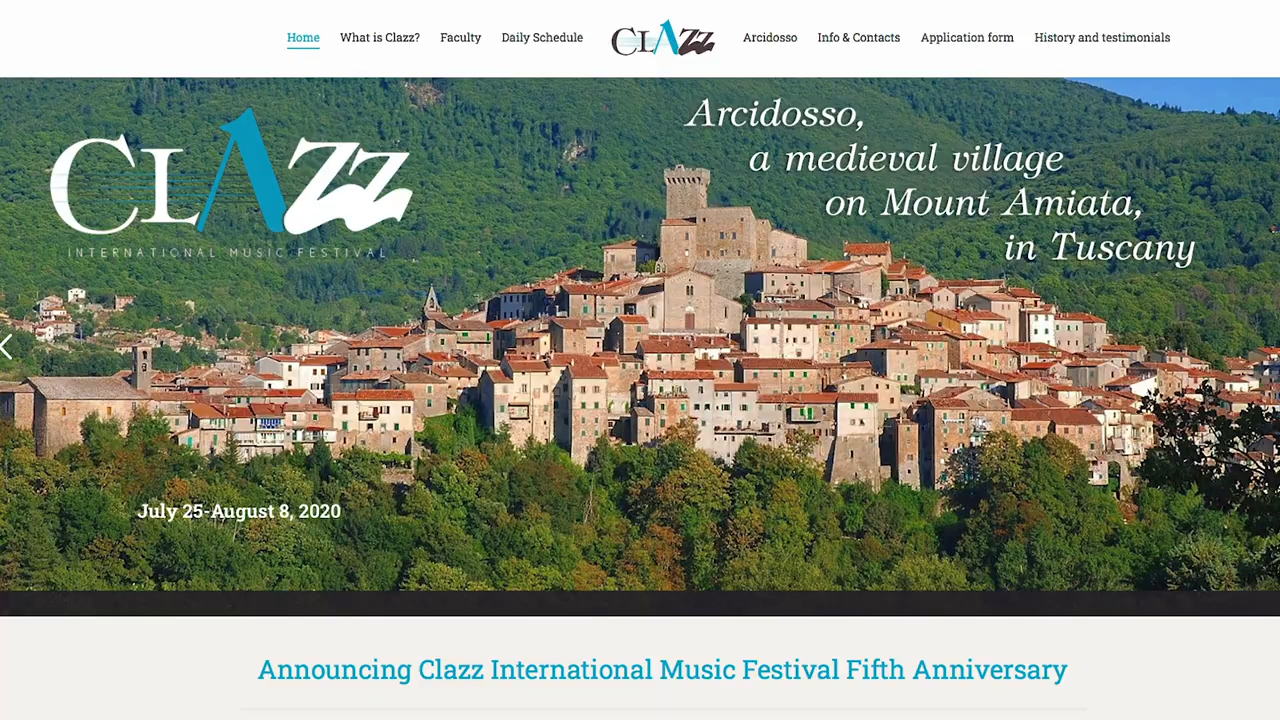 Home What is Clazz? Faculty Daily Schedule CLAZZ Arcidosso Info & Contacts Application form History and testimonials
CLAZZ
INTERNATIONAL MUSIC FESTIVAL
Arcidosso,
a medieval village
on Mount Amiata,
in Tuscany
July 25-August 8, 2020
Announcing Clazz International Music Festival Fifth Anniversary